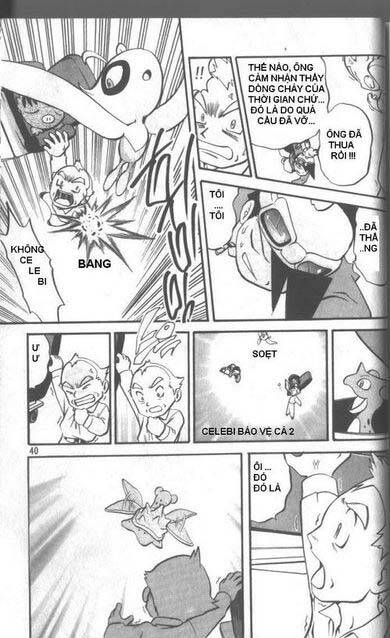 !!
THẾ NÀO, ÔNG
CẢM NHẬN THẤY
DÒNG CHẢY CỦA
THỜI GIAN CHỨ...
ĐÓ LÀ DO QUẢ
CẦU ĐÃ VỠ...
ÔNG ĐÃ
THUA
RỒI !!!
TÔI
....
TÔI
..ĐÃ
THẮ
..NG
KHÔNG
CE
LE
BI
BANG
SOẸT
CELEBI BẢO VỆ CẢ 2
Ư
Ư
40
ÔI ...
ĐÓ
ĐÓ LÀ